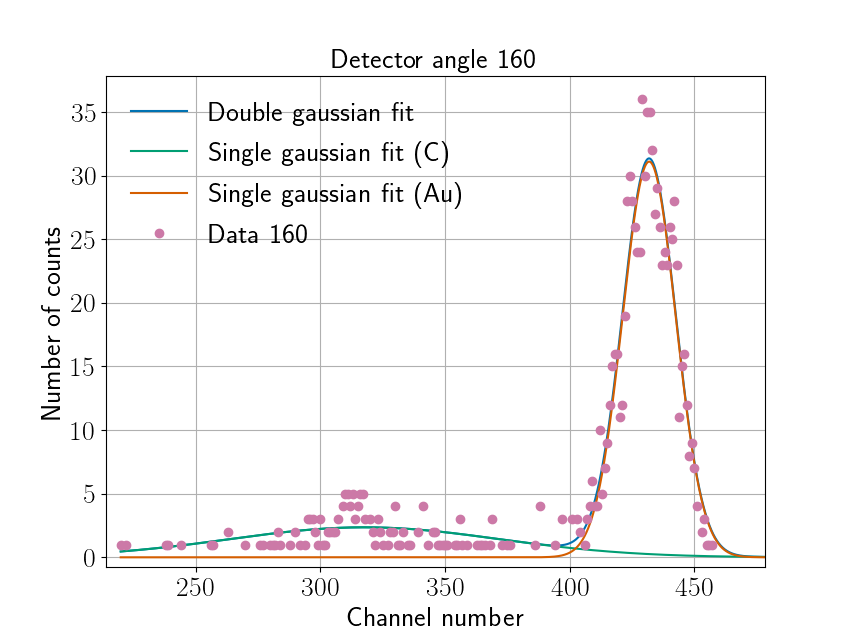 Detector angle 160
Double gaussian fit
Single gaussian fit (C)
Single gaussian fit (Au)
Data 160
Number of counts
35
30
25
20
15
10
5
0
250 300 350 400 450
Channel number